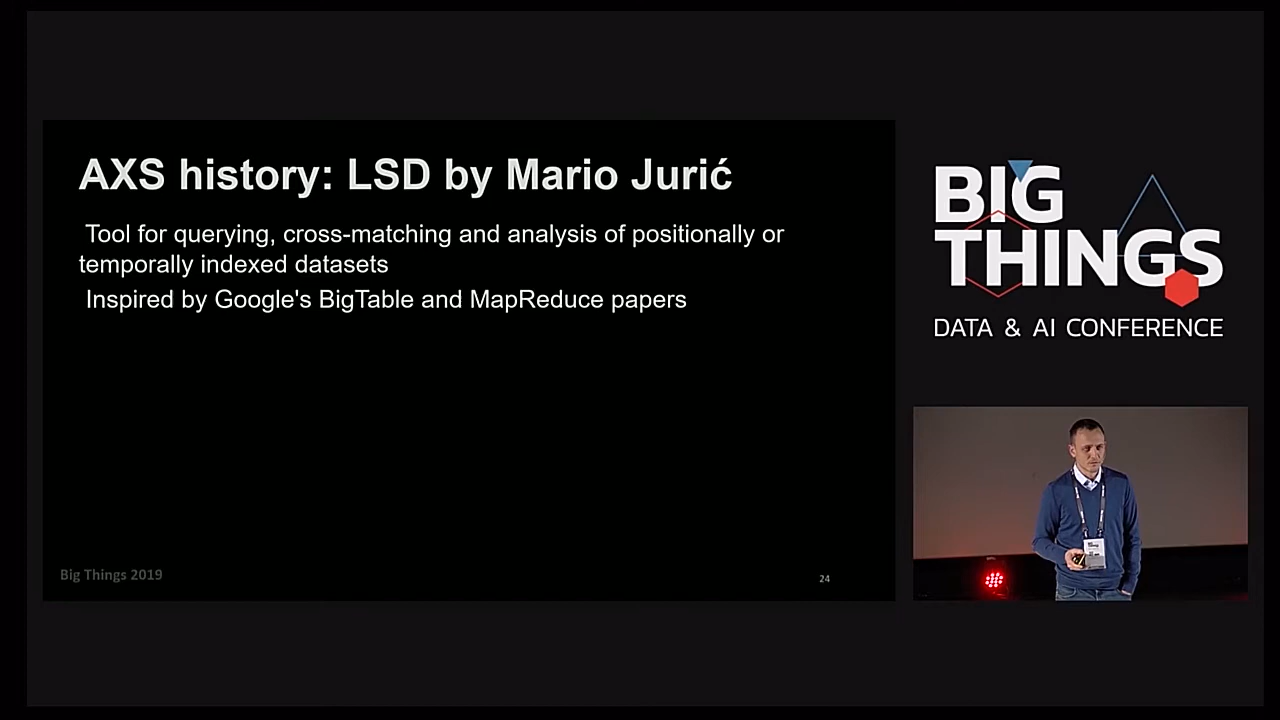 AXS history: LSD by Mario Jurić
Tool for querying, cross-matching and analysis of positionally or
temporally indexed datasets
Inspired by Google's BigTable and MapReduce papers
Big Things 2019
24
BIG
THINGS
DATA & AI CONFERENCE